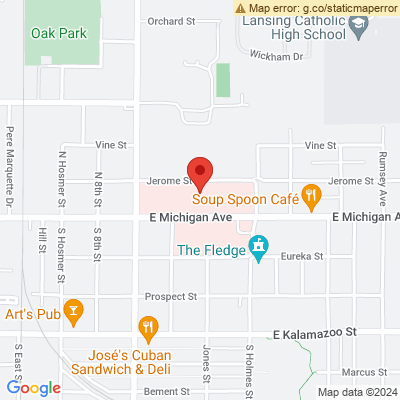 Map error: g.co/staticmaperror
Orchard St
Lansing Catholic
High School
Oak Park
Wickham Dr
Vine St
Vine St
Pere Marquette Dr
N Hosmer St
N 8th St
Rumsey Ave
Jerome St
Jerome St
Soup Spoon Café
E Michigan Ave
E Michigan A
Hill St
S Hosmer St
S 8th St
The Fledge
Eureka St
Prospect St
Art's Pub
E Kalamazoo St
José's Cuban
Sandwich & Deli
S East St
Jones St
S Holmes St
Marcus St
Bement St
Google
Map data ©2024